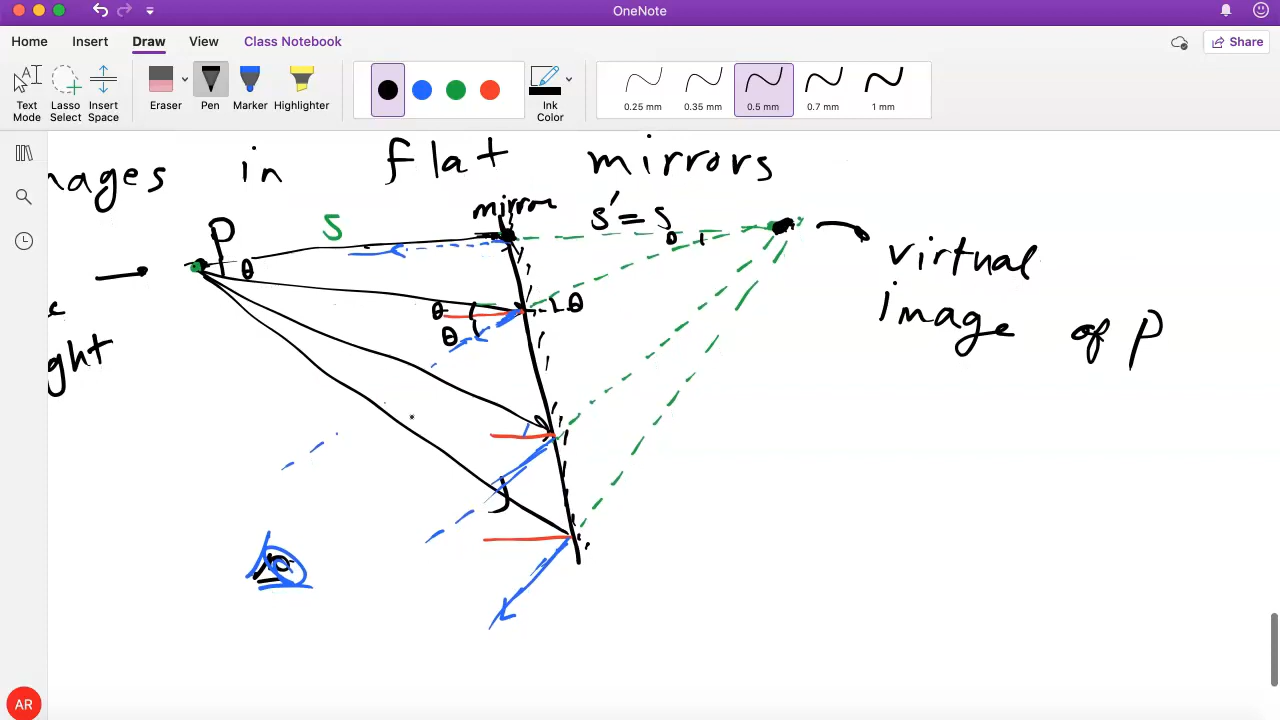 OneNote
Home Insert Draw View Class Notebook
Share
Text Mode
Lasso Select
Insert Space
Eraser
Pen
Marker
Highlighter
Ink Color
0.25 mm
0.35 mm
0.5 mm
0.7 mm
1 mm
mages in flat mirrors
P
S
mirror
s' = s
θ
θ
θ
θ
virtual
image of P
ght
AR